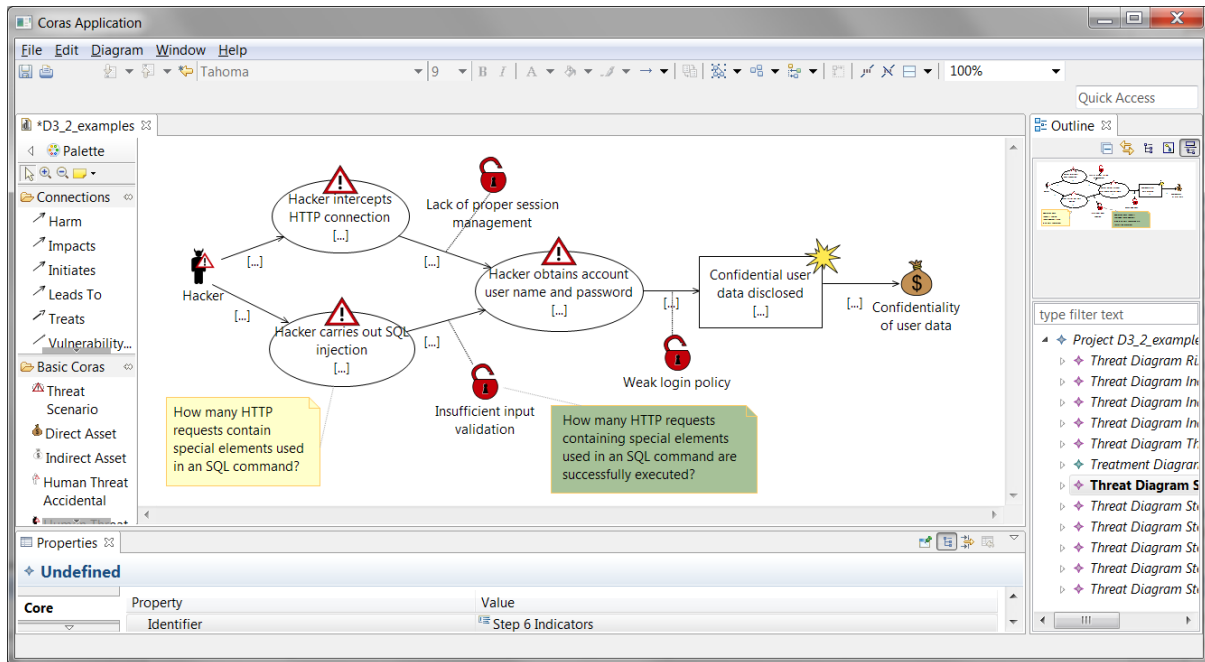 Coras Application
File Edit Diagram Window Help
Tahoma 9 B I A 100%
Quick Access
*D3_2_examples
Palette
Connections
Harm
Impacts
Initiates
Leads To
Treats
Vulnerability...
Basic Coras
Threat
Scenario
Direct Asset
Indirect Asset
Human Threat
Accidental
Hacker intercepts
HTTP connection
[...]
Lack of proper session
management
[...]
[...]
Hacker
Hacker obtains account
user name and password
[...]
Confidential user
data disclosed
[...]
[...]
[...]
Confidentiality
of user data
$
[...]
Hacker carries out SQL
injection
[...]
[...]
Weak login policy
Insufficient input
validation
How many HTTP
requests contain
special elements used
in an SQL command?
How many HTTP requests
containing special elements
used in an SQL command are
successfully executed?
Outline
type filter text
Project D3_2_example
Threat Diagram Ri
Threat Diagram In
Threat Diagram In
Threat Diagram In
Threat Diagram Th
Treatment Diagram
Threat Diagram S
Threat Diagram St
Threat Diagram St
Threat Diagram St
Threat Diagram St
Threat Diagram St
Properties
Undefined
Core
Property Value
Identifier Step 6 Indicators